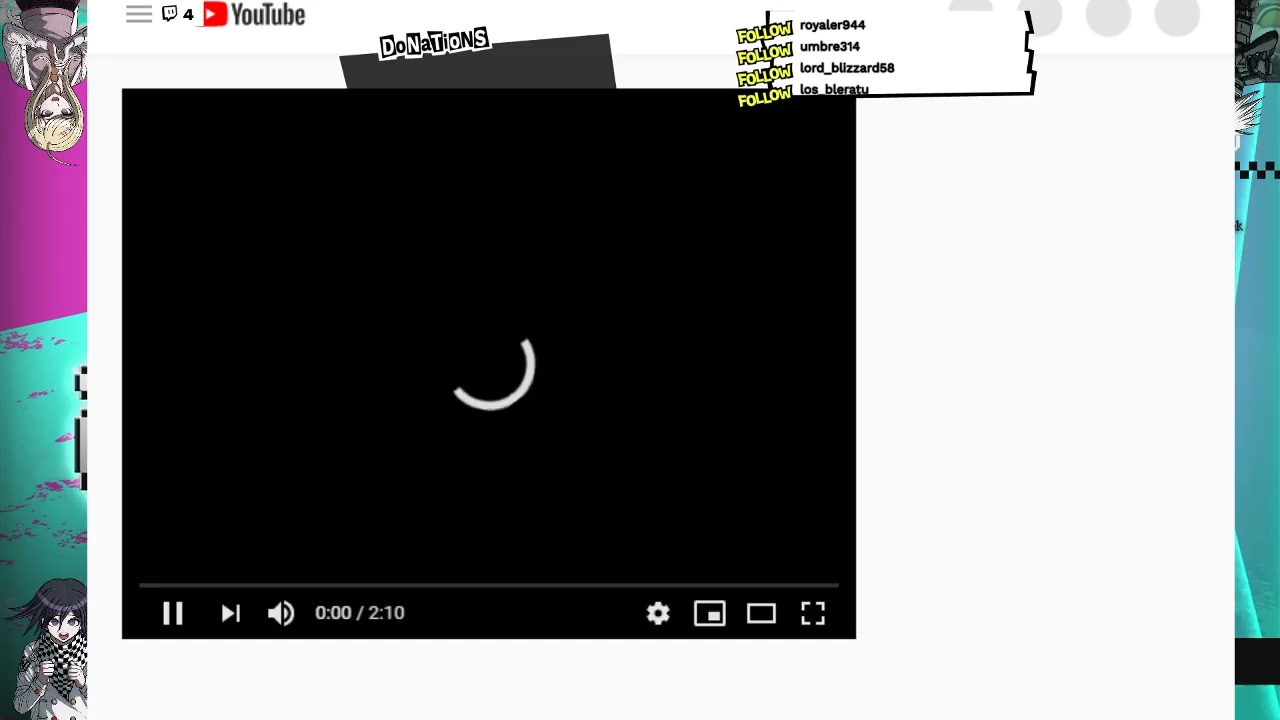 4
YouTube
DoNaTiONS
FOLLOW royaler944
FOLLOW umbre314
FOLLOW lord_blizzard58
FOLLOW los_bleratu
0:00 / 2:10